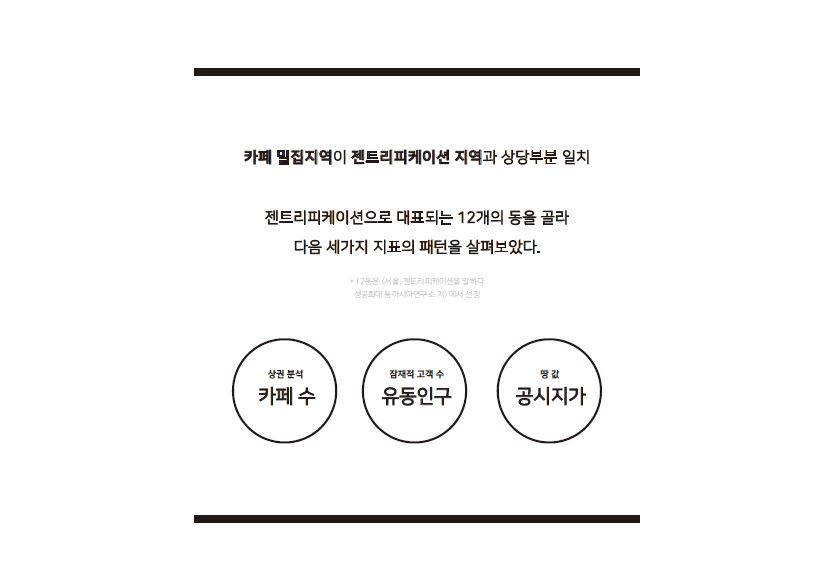 카페 밀집지역이 젠트리피케이션 지역과 상당부분 일치
젠트리피케이션으로 대표되는 12개의 동을 골라
다음 세가지 지표의 패턴을 살펴보았다.
* 12동은 (서울, 젠트리피케이션을 말하다
성공회대 동아시아연구소 저) 에서 선정
상권 분석
카페 수
잠재적 고객 수
유동인구
땅 값
공시지가